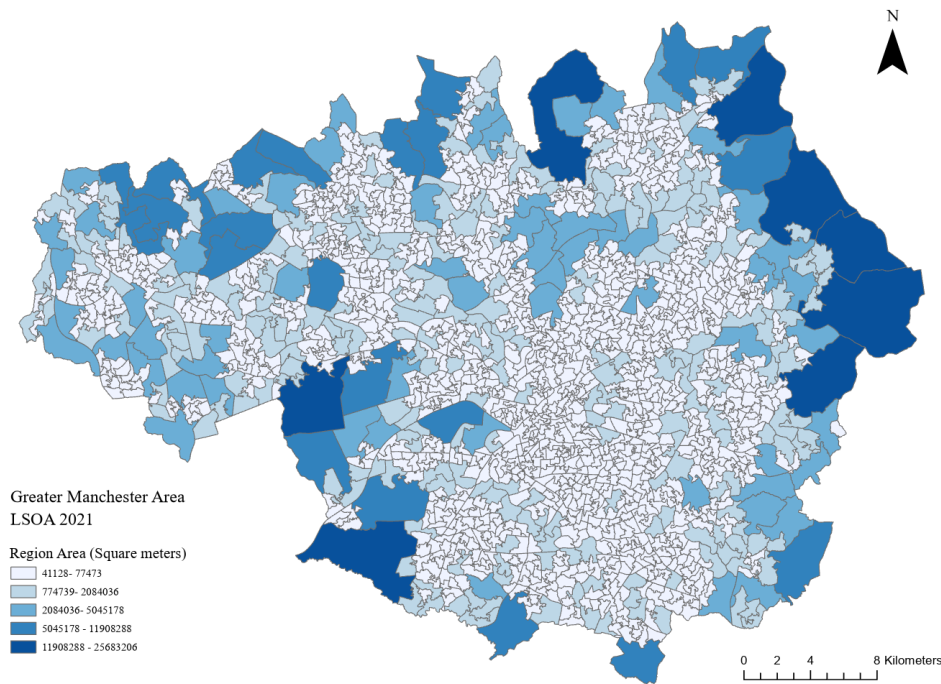 N
Greater Manchester Area
LSOA 2021
Region Area (Square meters)
41128- 77473
774739- 2084036
2084036- 5045178
5045178 - 11908288
11908288 - 25683206
0 2 4 8 Kilometers